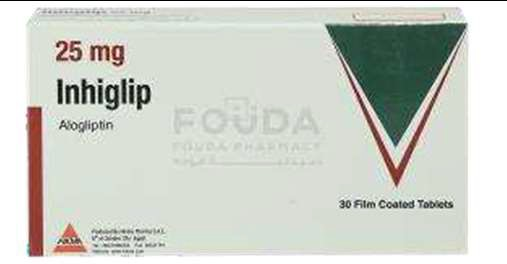 25 mg
Inhiglip
Alogliptin
FOUDA
FOUDA PHARMACY
30 Film Coated Tablets